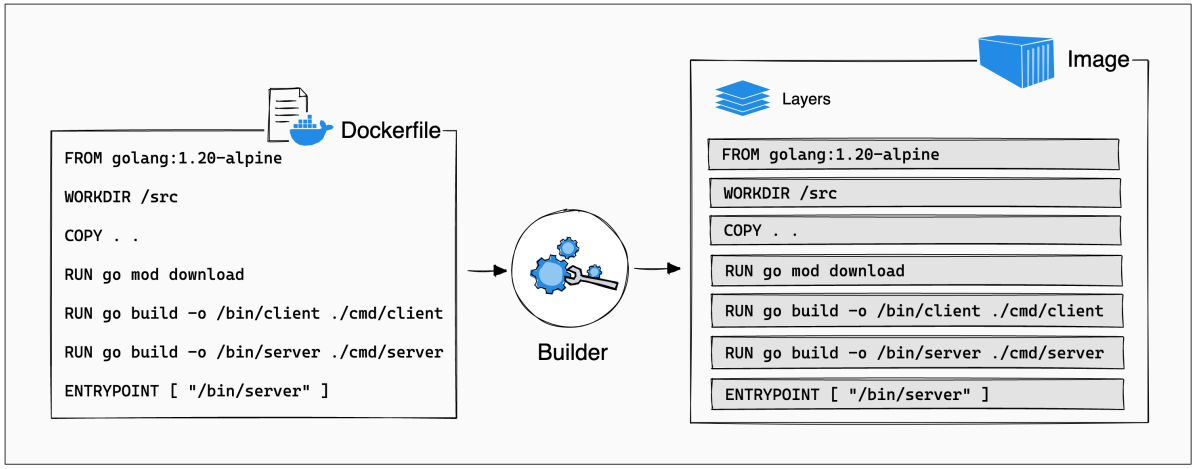 Dockerfile
FROM golang:1.20-alpine
WORKDIR /src
COPY . .
RUN go mod download
RUN go build -o /bin/client ./cmd/client
RUN go build -o /bin/server ./cmd/server
ENTRYPOINT [ "/bin/server" ]
Builder
Image
Layers
FROM golang:1.20-alpine
WORKDIR /src
COPY . .
RUN go mod download
RUN go build -o /bin/client ./cmd/client
RUN go build -o /bin/server ./cmd/server
ENTRYPOINT [ "/bin/server" ]